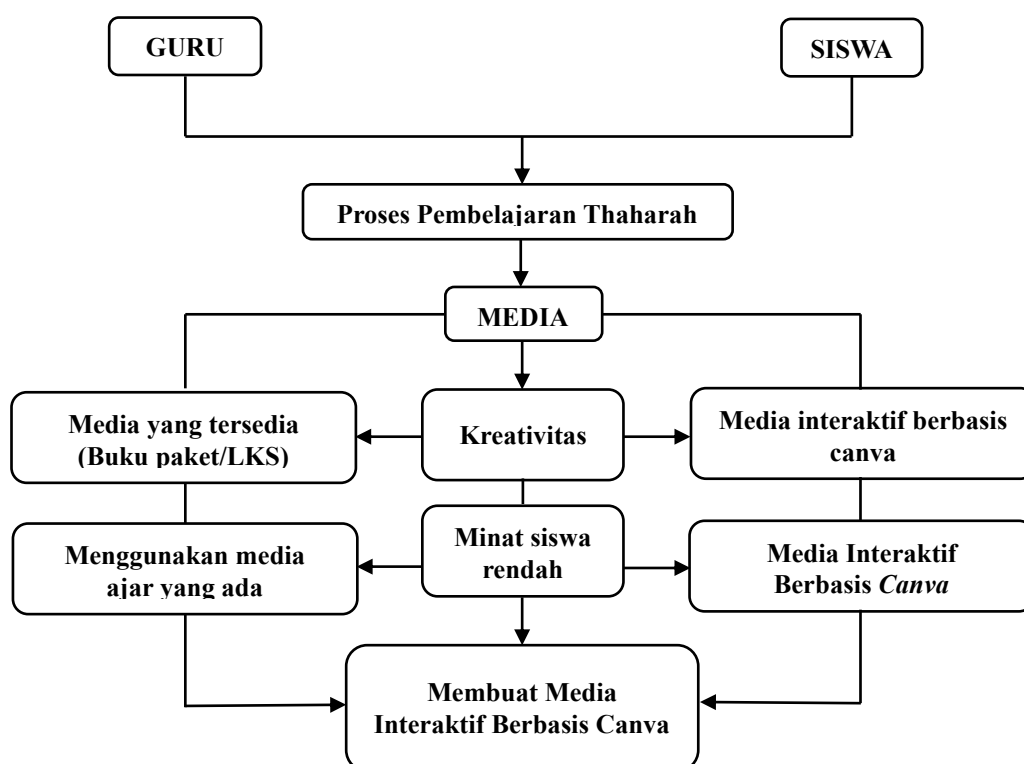 GURU
SISWA
Proses Pembelajaran Thaharah
MEDIA
Media yang tersedia
(Buku paket/LKS)
Kreativitas
Media interaktif berbasis
canva
Menggunakan media
ajar yang ada
Minat siswa
rendah
Media Interaktif
Berbasis Canva
Membuat Media
Interaktif Berbasis Canva